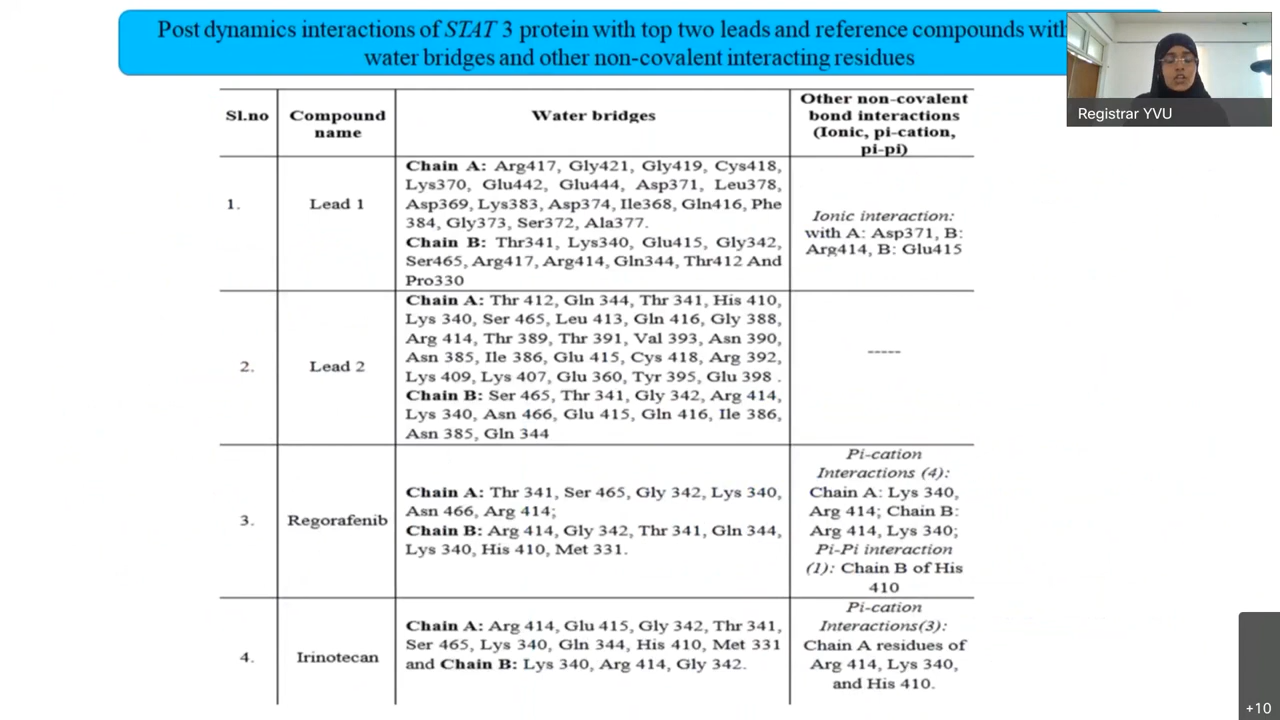 Post dynamics interactions of STAT 3 protein with top two leads and reference compounds with
water bridges and other non-covalent interacting residues
Registrar YVU
Sl.no
Compound
name
Water bridges
Other non-covalent
bond interactions
(Ionic, pi-cation,
pi-pi)
1.
Lead 1
Chain A: Arg417, Gly421, Gly419, Cys418,
Lys370, Glu442, Glu444, Asp371, Leu378,
Asp369, Lys383, Asp374, Ile368, Gln416, Phe
384, Gly373, Ser372, Ala377.
Chain B: Thr341, Lys340, Glu415, Gly342,
Ser465, Arg417, Arg414, Gln344, Thr412 And
Pro330
Ionic interaction:
with A: Asp371, B:
Arg414, B: Glu415
2.
Lead 2
Chain A: Thr 412, Gln 344, Thr 341, His 410,
Lys 340, Ser 465, Leu 413, Gln 416, Gly 388,
Arg 414, Thr 389, Thr 391, Val 393, Asn 390,
Asn 385, Ile 386, Glu 415, Cys 418, Arg 392,
Lys 409, Lys 407, Glu 360, Tyr 395, Glu 398 .
Chain B: Ser 465, Thr 341, Gly 342, Arg 414,
Lys 340, Asn 466, Glu 415, Gln 416, Ile 386,
Asn 385, Gln 344
-----
3.
Regorafenib
Chain A: Thr 341, Ser 465, Gly 342, Lys 340,
Asn 466, Arg 414;
Chain B: Arg 414, Gly 342, Thr 341, Gln 344,
Lys 340, His 410, Met 331.
Pi-cation
Interactions (4):
Chain A: Lys 340,
Arg 414; Chain B:
Arg 414, Lys 340;
Pi-Pi interaction
(1): Chain B of His
410
4.
Irinotecan
Chain A: Arg 414, Glu 415, Gly 342, Thr 341,
Ser 465, Lys 340, Gln 344, His 410, Met 331
and Chain B: Lys 340, Arg 414, Gly 342.
Pi-cation
Interactions(3):
Chain A residues of
Arg 414, Lys 340,
and His 410.
+10